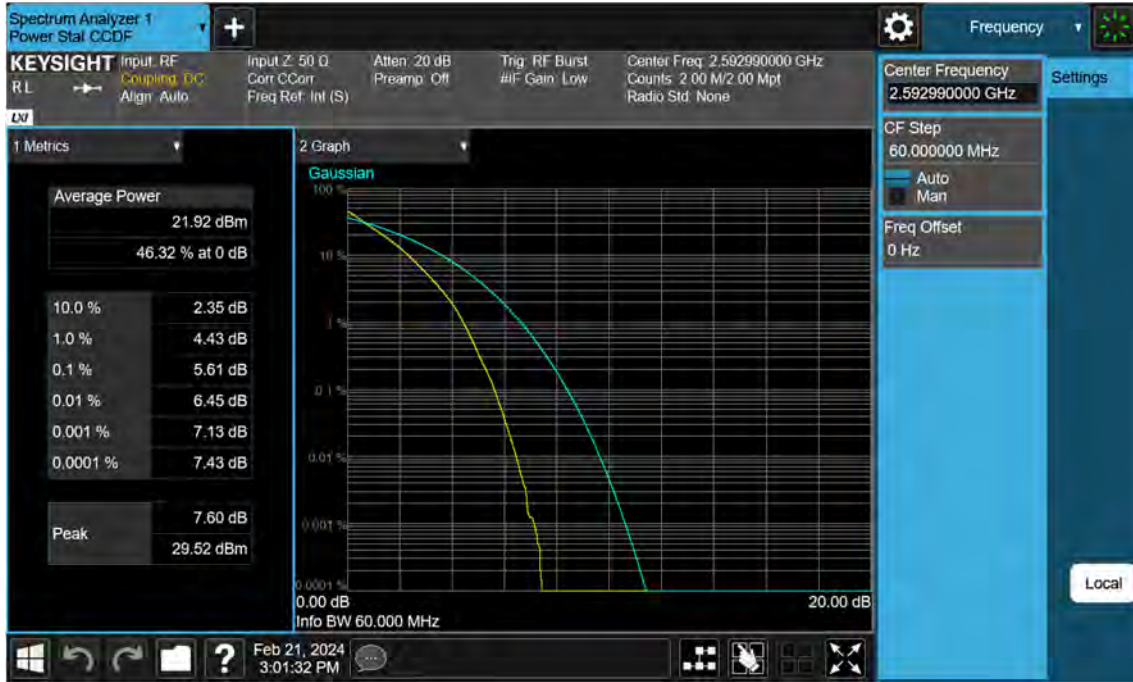 Spectrum Analyzer 1
Power Stat CCDF
Frequency
KEYSIGHT
RL
LXI
Input: RF
Coupling: DC
Align: Auto
Input Z: 50 Ω
Corr CCorr
Freq Ref: Int (S)
Atten: 20 dB
Preamp: Off
Trig: RF Burst
#IF Gain: Low
Center Freq: 2.592990000 GHz
Counts: 2.00 M/2.00 Mpt
Radio Std: None
Center Frequency
2.592990000 GHz
Settings
CF Step
60.000000 MHz
Auto
Man
Freq Offset
0 Hz
1 Metrics
Average Power
21.92 dBm
46.32 % at 0 dB
10.0 % 2.35 dB
1.0 % 4.43 dB
0.1 % 5.61 dB
0.01 % 6.45 dB
0.001 % 7.13 dB
0.0001 % 7.43 dB
Peak
7.60 dB
29.52 dBm
2 Graph
Gaussian
100 %
10 %
1 %
0.1 %
0.01 %
0.001 %
0.0001 %
0.00 dB 20.00 dB
Info BW 60.000 MHz
Local
?
Feb 21, 2024
3:01:32 PM